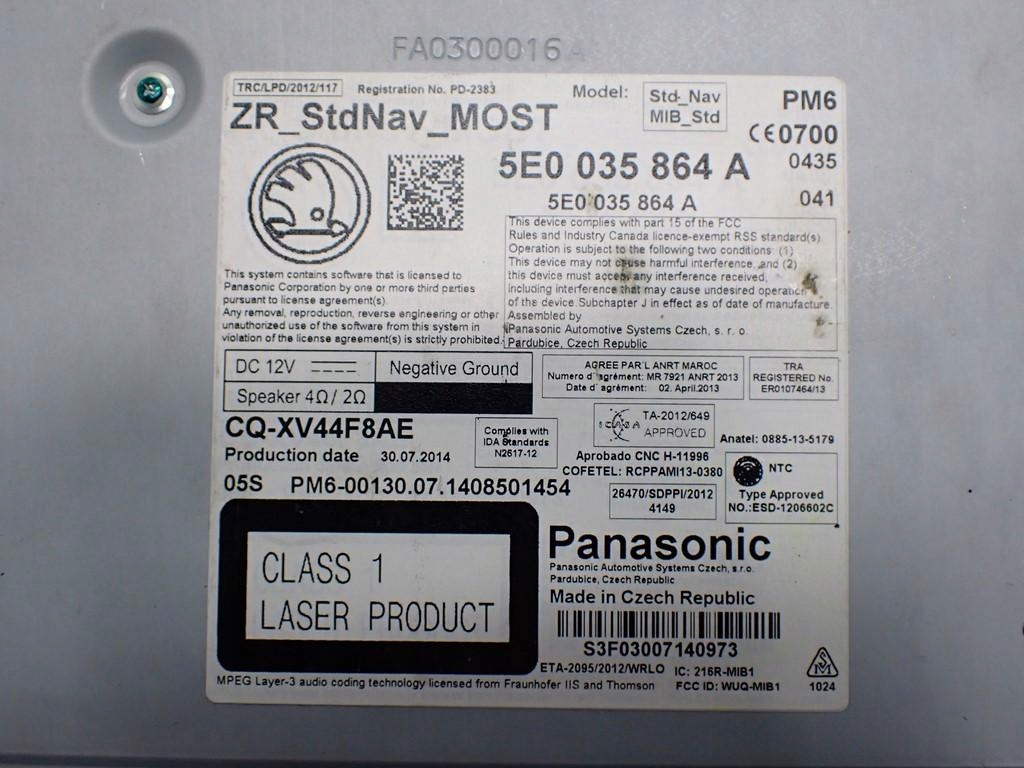 FA0300016
TRC/LPD/2012/117
Registration No. PD-2383
ZR_StdNav_MOST
Model:
Std_Nav
MIB_Std
PM6
CE0700
5E0 035 864 A
0435
5E0 035 864 A
041
This device complies with part 15 of the FCC
Rules and Industry Canada licence-exempt RSS standard(s).
Operation is subject to the following two conditions: (1)
This device may not cause harmful interference, and (2)
this device must accept any interference received,
including interference that may cause undesired operation
of the device.Subchapter J in effect as of date of manufacture.
Assembled by
Panasonic Automotive Systems Czech, s. r. o.
Pardubice, Czech Republic
This system contains software that is licensed to
Panasonic Corporation by one or more third parties
pursuant to license agreement(s).
Any removal, reproduction, reverse engineering or other
unauthorized use of the software from this system in
violation of the license agreement(s) is strictly prohibited.
DC 12V
Negative Ground
Speaker 4Ω/ 2Ω
AGREE PAR'L ANRT MAROC
Numero d'agrément: MR 7921 ANRT 2013
Date d'agrément: 02. April.2013
TRA
REGISTERED No.
ER0107464/13
CQ-XV44F8AE
Production date 30.07.2014
Complies with
IDA Standards
N2617-12
ICASA
TA-2012/649
APPROVED
Anatel: 0885-13-5179
Aprobado CNC H-11996
COFETEL: RCPPAMI13-0380
NTC
Type Approved
NO.:ESD-1206602C
05S PM6-00130.07.1408501454
26470/SDPPI/2012
4149
CLASS 1
LASER PRODUCT
Panasonic
Panasonic Automotive Systems Czech, s.r.o.
Pardubice, Czech Republic
Made in Czech Republic
S3F03007140973
ETA-2095/2012/WRLO IC: 216R-MIB1
MPEG Layer-3 audio coding technology licensed from Fraunhofer IIS and Thomson
FCC ID: WUQ-MIB1
1024